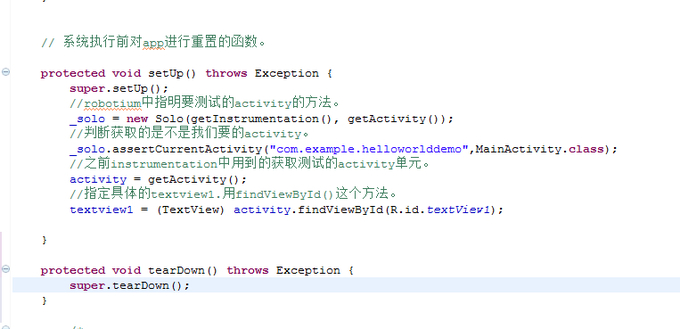 // 系统执行前对app进行重置的函数。
protected void setUp() throws Exception {
super.setUp();
//robotium中指明要测试的activity的方法。
_solo = new Solo(getInstrumentation(), getActivity());
//判断获取的是不是我们要的activity。
_solo.assertCurrentActivity("com.example.helloworlddemo",MainActivity.class);
//之前instrumentation中用到的获取测试的activity单元。
activity = getActivity();
//指定具体的textview1.用findViewById()这个方法。
textview1 = (TextView) activity.findViewById(R.id.textView1);
}
protected void tearDown() throws Exception {
super.tearDown();
}